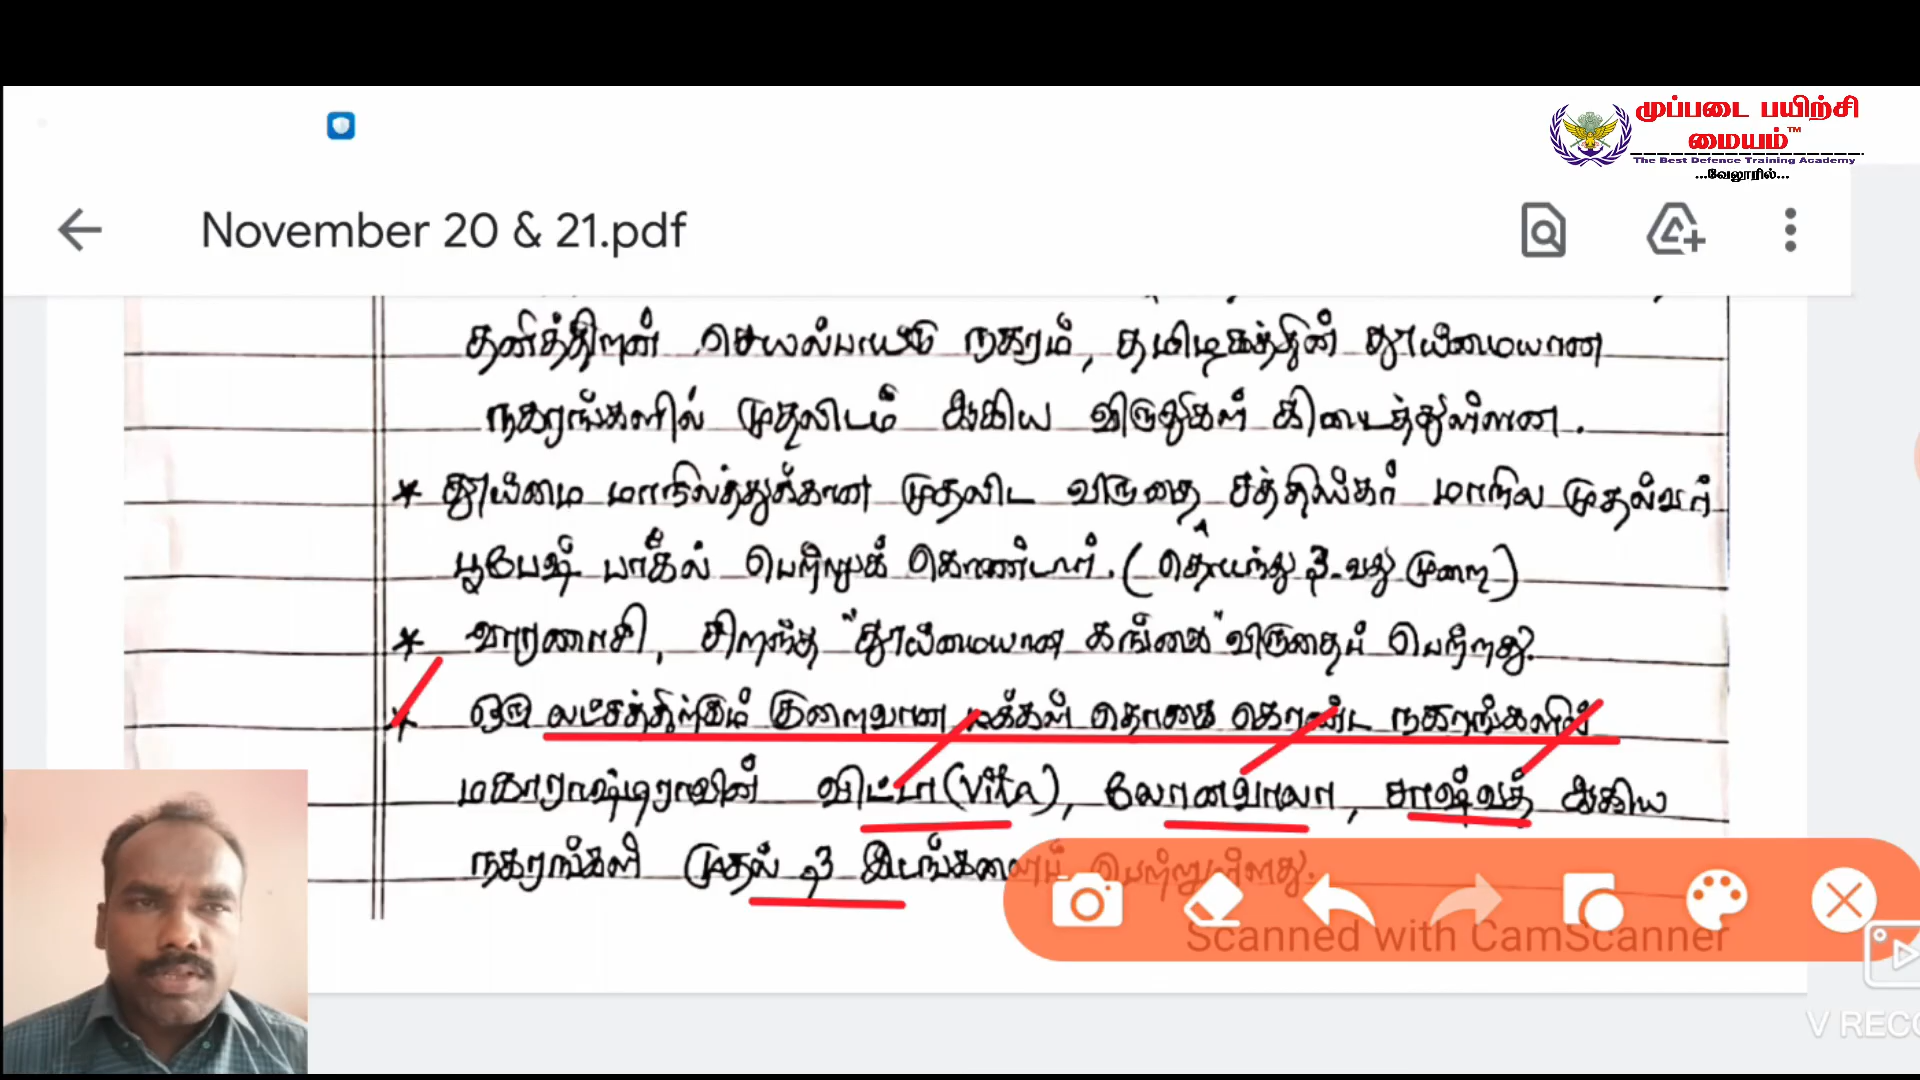 முப்படை பயிற்சி
மையம்™
The Best Defence Training Academy
...வேலூரில்...
November 20 & 21.pdf
தனித்திறன் செயல்பாட்டு நகரம், தமிழகத்தின் தூய்மையான
நகரங்களில் முதலிடம் ஆகிய விருதுகள் கிடைத்துள்ளன.
* தூய்மை மாநிலத்துக்கான முதலிட விருதை சத்தீஸ்கர் மாநில முதல்வர்
பூபேஷ் பாகேல் பெற்றுக் கொண்டார். (தொடர்ந்து 3-வது முறை)
* வாரணாசி, சிறந்த "தூய்மையான கங்கை" விருதைப் பெற்றது.
* ஒரு லட்சத்திற்கும் குறைவான மக்கள் தொகை கொண்ட நகரங்களில்
மகாராஷ்டிராவின் விட்டா (Vita), லோனவாலா, சாஷ்வத் ஆகிய
நகரங்கள் முதல் 3 இடங்களைப் பெற்றுள்ளது.
Scanned with CamScanner
V RECO